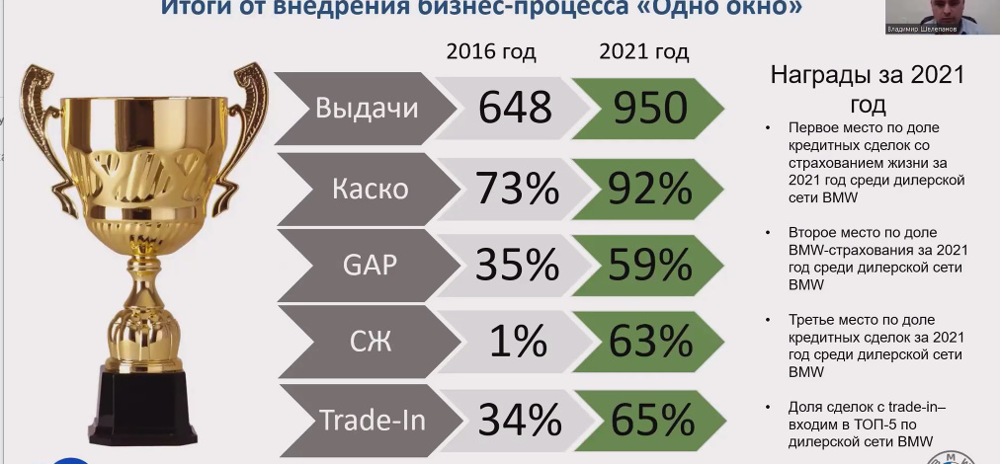 Итоги от внедрения бизнес-процесса «Одно окно»
Владимир Шелепанов
2016 год
2021 год
Выдачи
648
950
Каско
73%
92%
GAP
35%
59%
СЖ
1%
63%
Trade-In
34%
65%
Награды за 2021
год
• Первое место по доле
кредитных сделок со
страхованием жизни за
2021 год среди дилерской
сети BMW
• Второе место по доле
BMW-страхования за 2021
год среди дилерской сети
BMW
• Третье место по доле
кредитных сделок за 2021
год среди дилерской сети
BMW
• Доля сделок с trade-in–
входим в ТОП-5 по
дилерской сети BMW